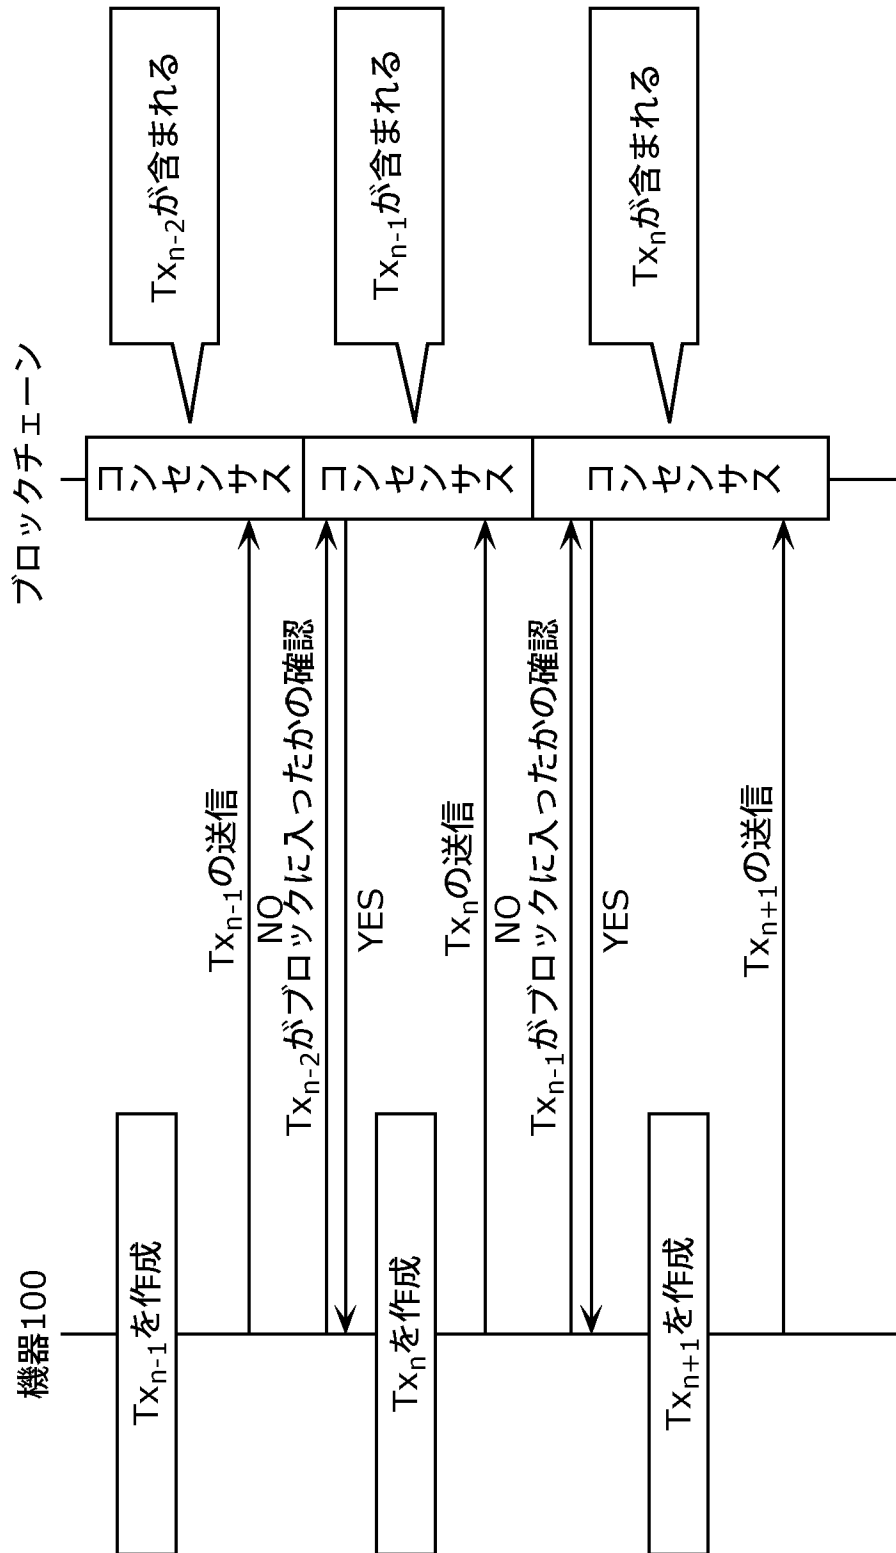 機器100
ブロックチェーン
Txn-1を作成
コンセンサス
Txn-2が含まれる
Txn-1の送信
NO
Txn-2がブロックに入ったかの確認
YES
コンセンサス
Txn-1が含まれる
Txnを作成
Txnの送信
NO
Txn-1がブロックに入ったかの確認
YES
コンセンサス
Txnが含まれる
Txn+1を作成
Txn+1の送信